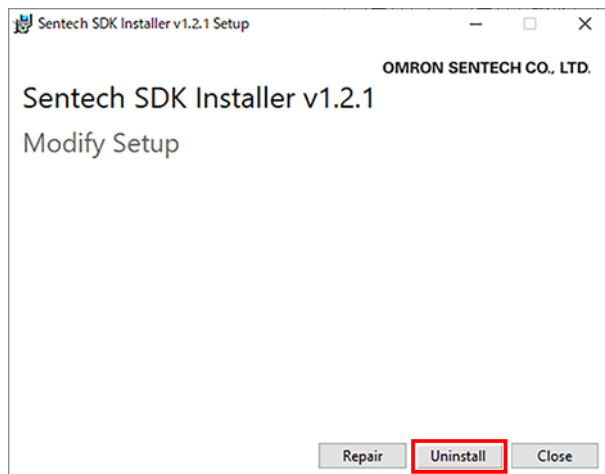 Sentech SDK Installer v1.2.1 Setup
OMRON SENTECH CO., LTD.
Sentech SDK Installer v1.2.1
Modify Setup
Repair Uninstall Close